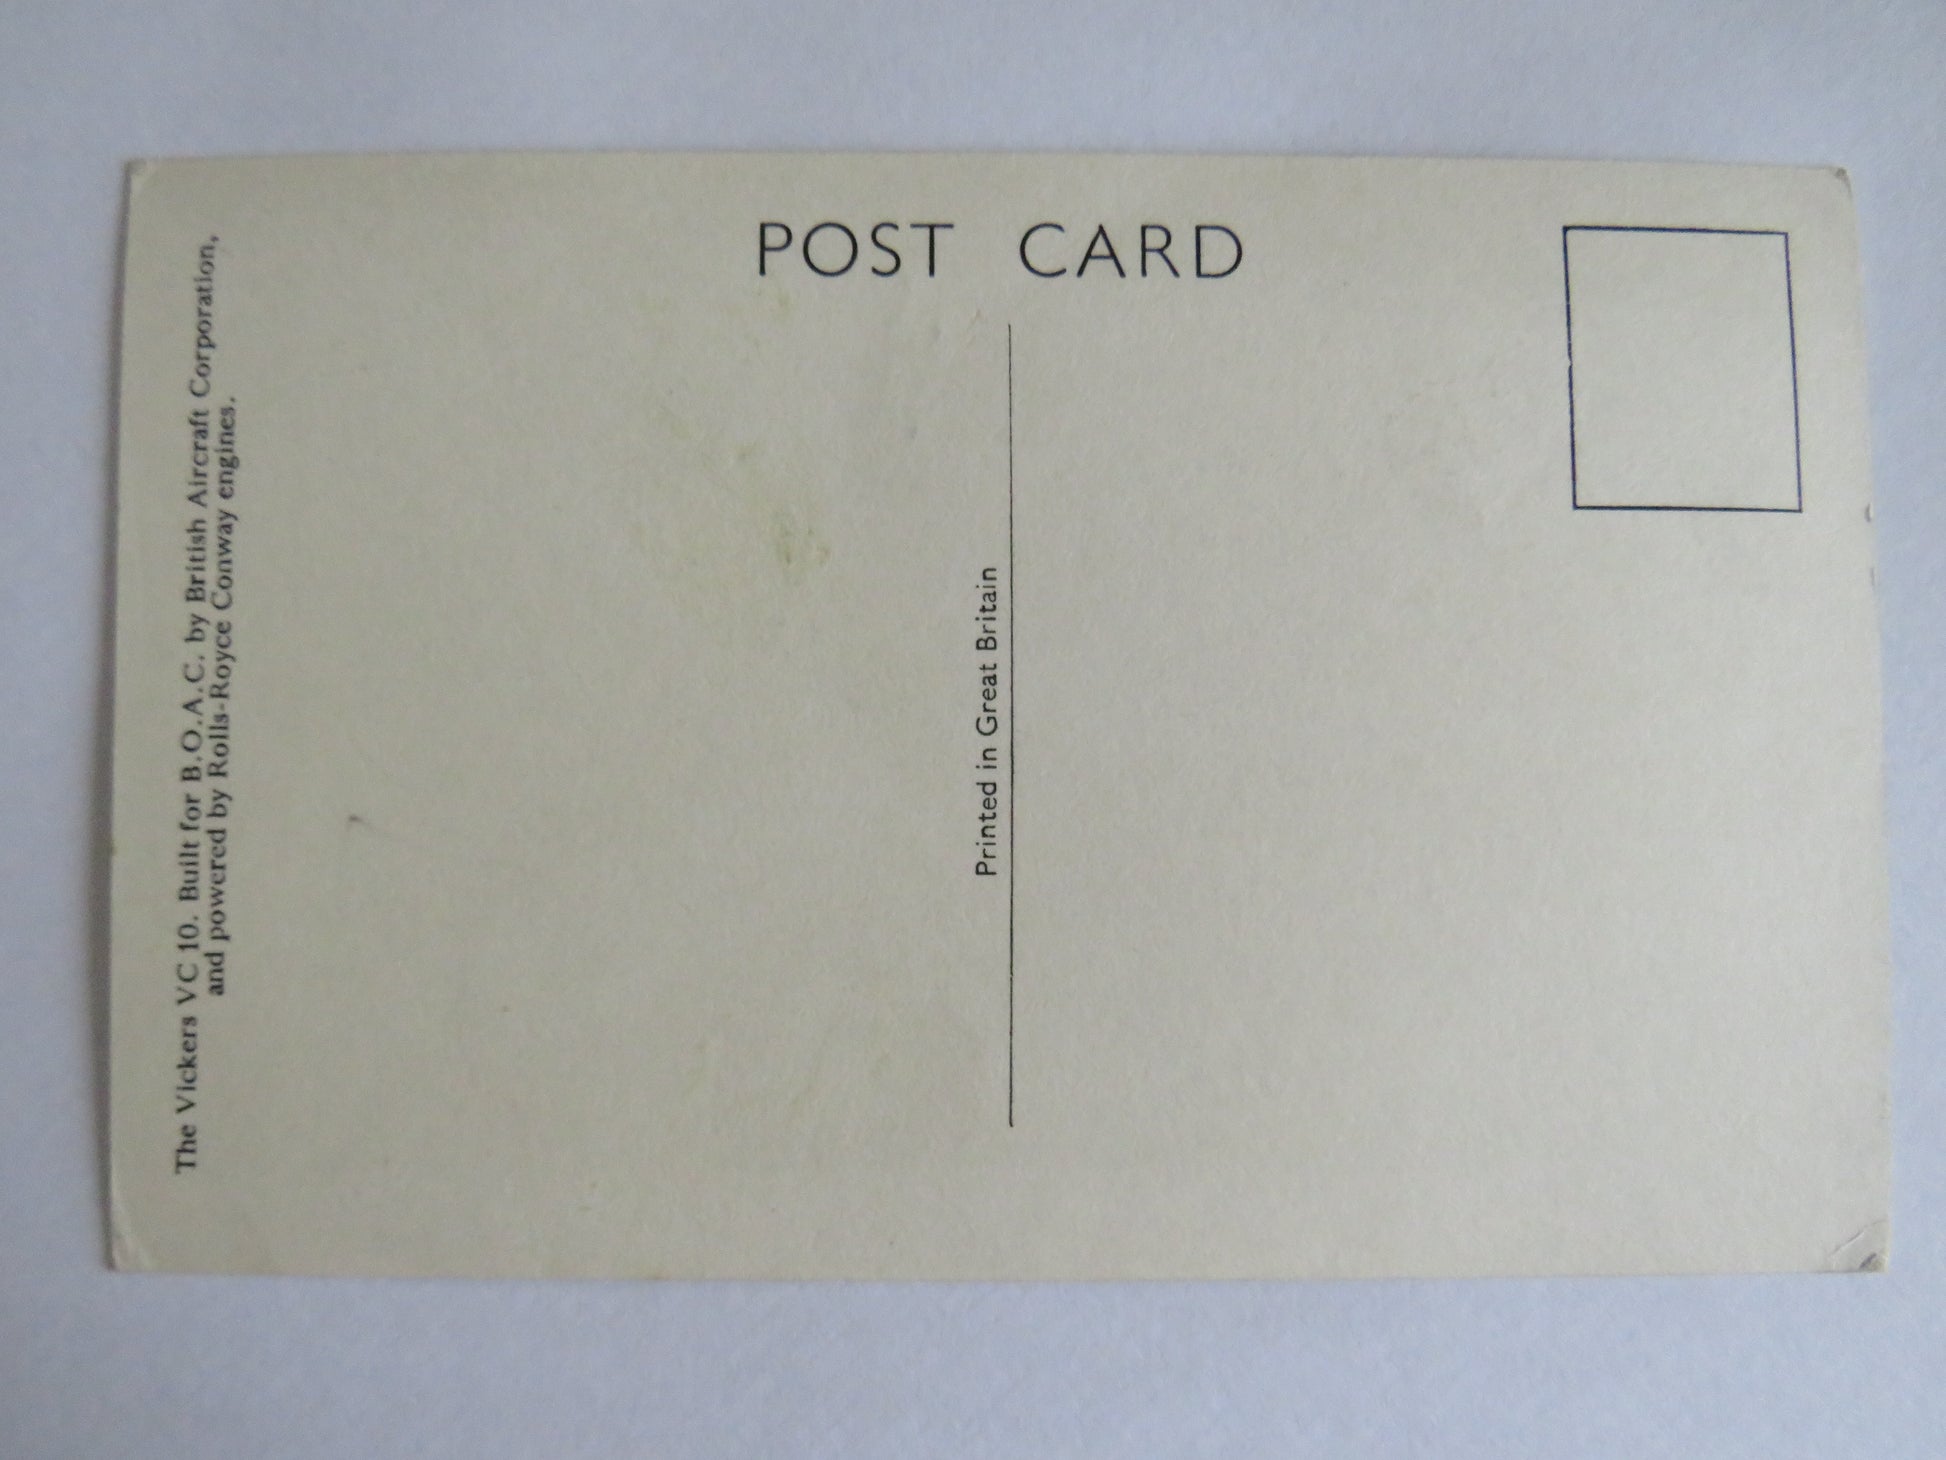 POST CARD
The Vickers VC 10. Built for B.O.A.C. by British Aircraft Corporation,
and powered by Rolls-Royce Conway engines.
Printed in Great Britain